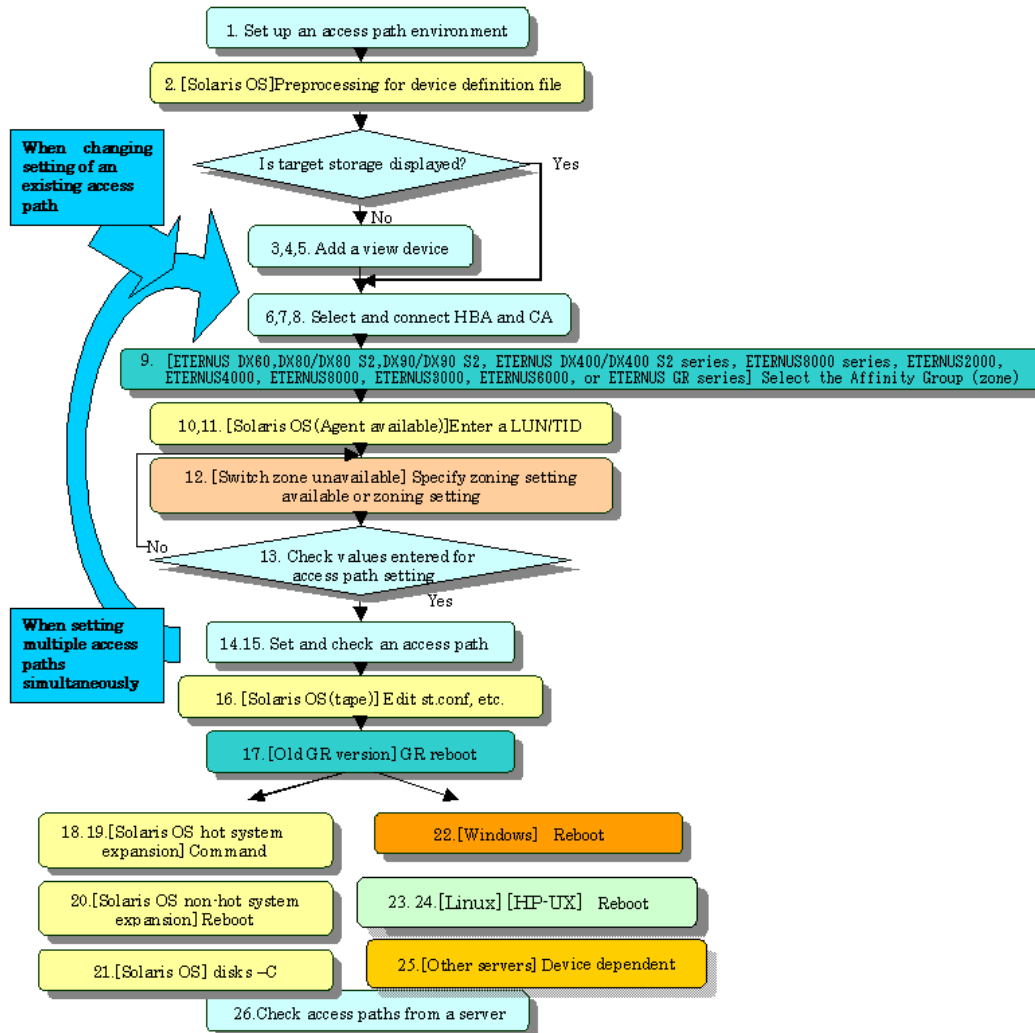 1. Set up an access path environment
2. [Solaris OS]Preprocessing for device definition file
When changing
setting of an
existing access
path
Is target storage displayed?
Yes
No
3,4,5. Add a view device
6,7,8. Select and connect HBA and CA
9. [ETERNUS DX60,DX80/DX80 S2,DX90/DX90 S2, ETERNUS DX400/DX400 S2 series, ETERNUS8000 series, ETERNUS2000,
ETERNUS4000, ETERNUS8000, ETERNUS3000, ETERNUS6000, or ETERNUS GR series] Select the Affinity Group (zone)
10,11. [Solaris OS(Agent available)]Enter a LUN/TID
12. [Switch zone unavailable] Specify zoning setting
available or zoning setting
No
13. Check values entered for
access path setting
Yes
When setting
multiple access
paths
simultaneously
14.15. Set and check an access path
16. [Solaris OS(tape)] Edit st.conf, etc.
17.[Old GR version] GR reboot
18.19.[Solaris OS hot system
expansion] Command
22.[Windows] Reboot
20.[Solaris OS non-hot system
expansion] Reboot
23. 24.[Linux] [HP-UX] Reboot
21.[Solaris OS] disks –C
25.[Other servers] Device dependent
26.Check access paths from a server